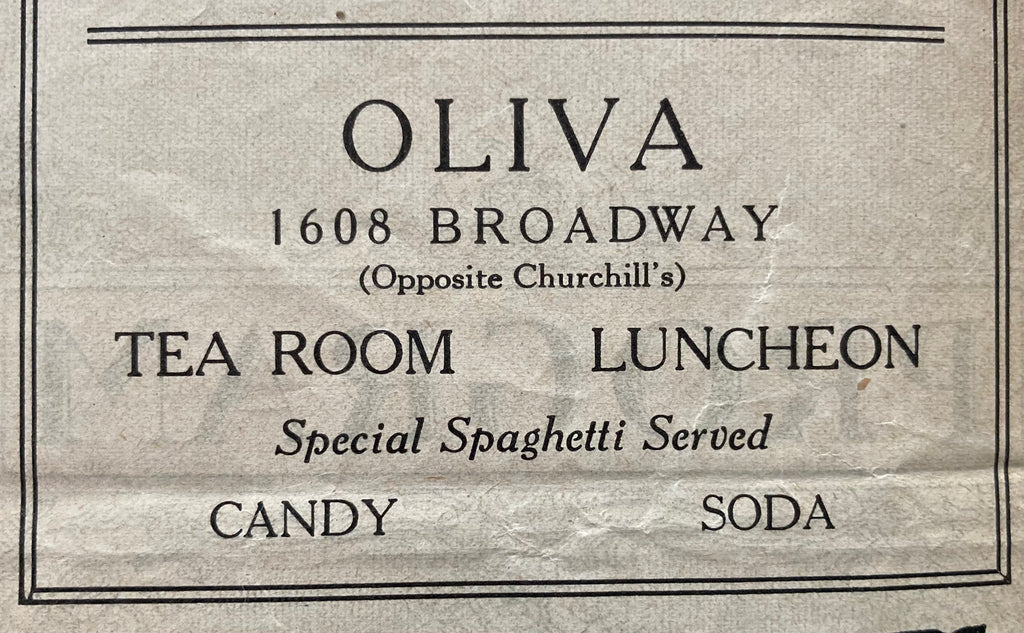 OLIVA
1608 BROADWAY
(Opposite Churchill's)
TEA ROOM LUNCHEON
Special Spaghetti Served
CANDY SODA